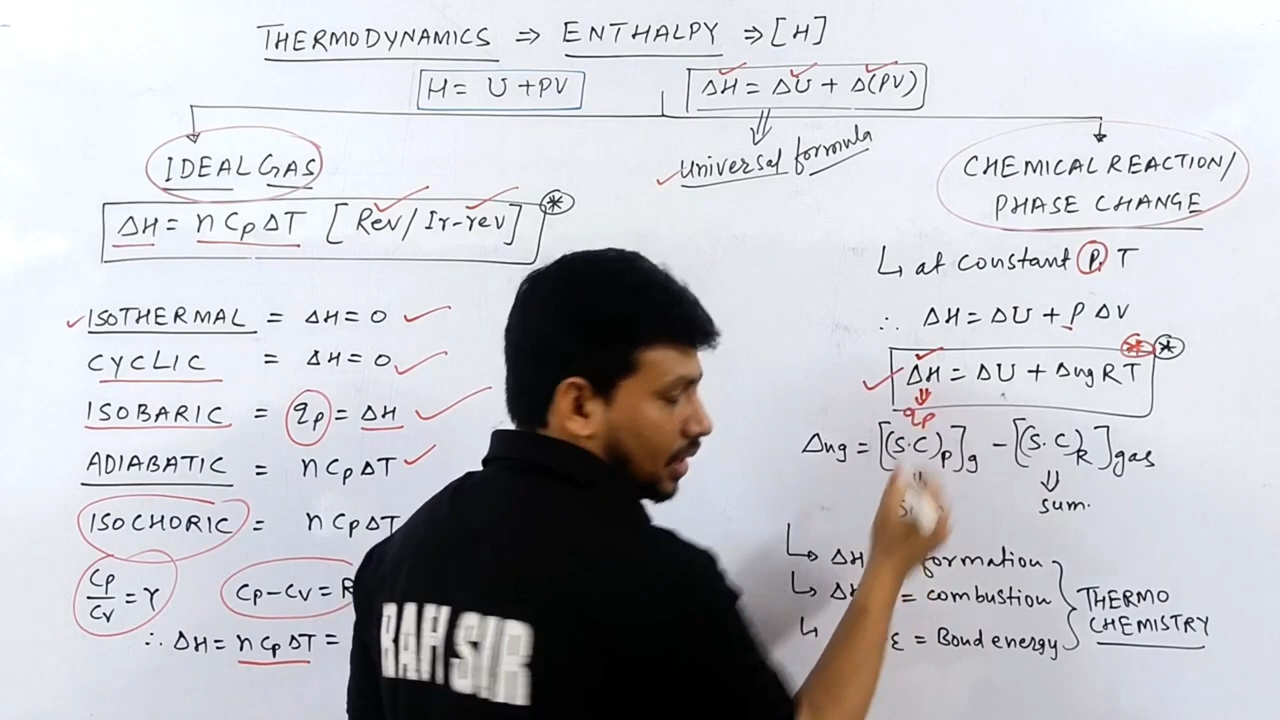 THERMODYNAMICS ⇒ ENTHALPY ⇒ [H]
H = U + PV
ΔH = ΔU + Δ(PV)
universal formula
IDEAL GAS
ΔH = nCpΔT [Rev/Ir-rev] *
ISOTHERMAL = ΔH = 0
CYCLIC = ΔH = 0
ISOBARIC = qp = ΔH
ADIABATIC = nCpΔT
ISOCHORIC = nCpΔT
Cp/Cv = γ Cp-Cv = R
∴ ΔH = nCpΔT =
CHEMICAL REACTION/
PHASE CHANGE
↳ at constant P, T
∴ ΔH = ΔU + PΔV
ΔH = ΔU + Δng RT * *
qp
Δng = [(S.C)p]g - [(S.C)R]gas
sum.
↳ ΔH formation
↳ Δ = combustion
↳ ε = Bond energy
THERMO
CHEMISTRY
RAH SIR